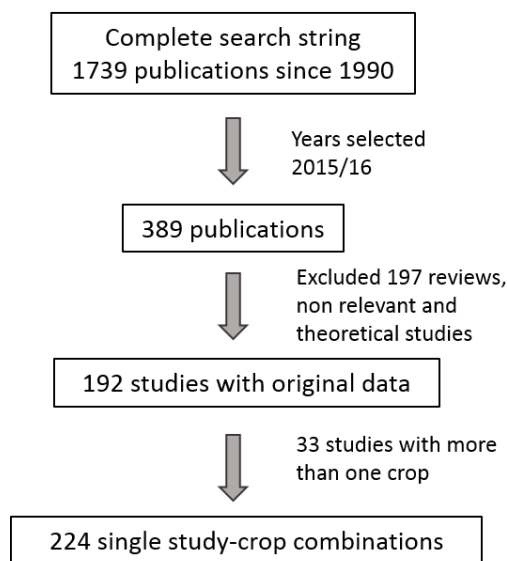 Complete search string
1739 publications since 1990
Years selected
2015/16
389 publications
Excluded 197 reviews,
non relevant and
theoretical studies
192 studies with original data
33 studies with more
than one crop
224 single study-crop combinations